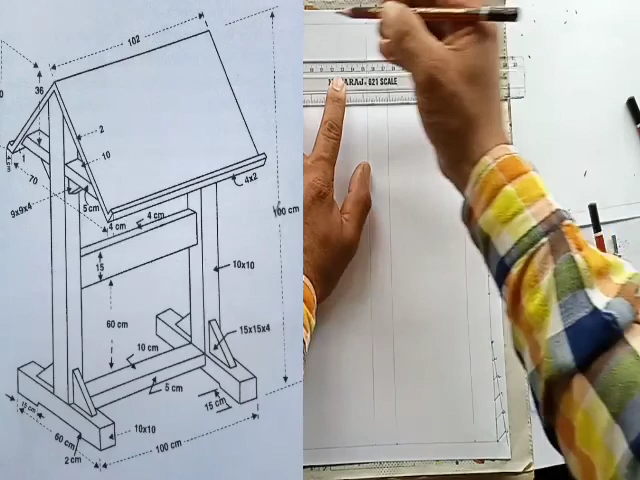 102
36
2
10
1
70
9x9x4
5 cm
4 cm
4 cm
4x2
100 cm
15
10x10
60 cm
15x15x4
10 cm
5 cm
15 cm
15 cm
60 cm
10x10
2 cm
100 cm
621 SCALE